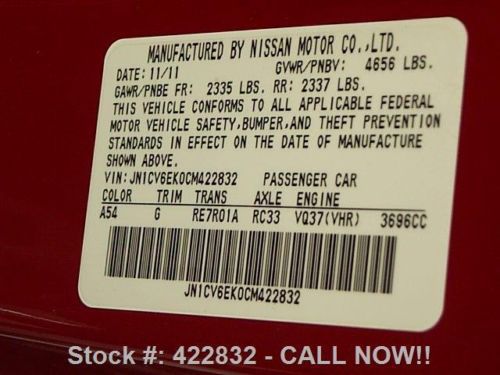 MANUFACTURED BY NISSAN MOTOR CO.,LTD.
DATE: 11/11 GVWR/PNBV: 4656 LBS.
GAWR/PNBE FR: 2335 LBS. RR: 2337 LBS.
THIS VEHICLE CONFORMS TO ALL APPLICABLE FEDERAL
MOTOR VEHICLE SAFETY,BUMPER,AND THEFT PREVENTION
STANDARDS IN EFFECT ON THE DATE OF MANUFACTURE
SHOWN ABOVE.
VIN: JN1CV6EK0CM422832 PASSENGER CAR
COLOR TRIM TRANS AXLE ENGINE
A54 G RE7R01A RC33 VQ37(VHR) 3696CC
JN1CV6EK0CM422832
Stock #: 422832 - CALL NOW!!